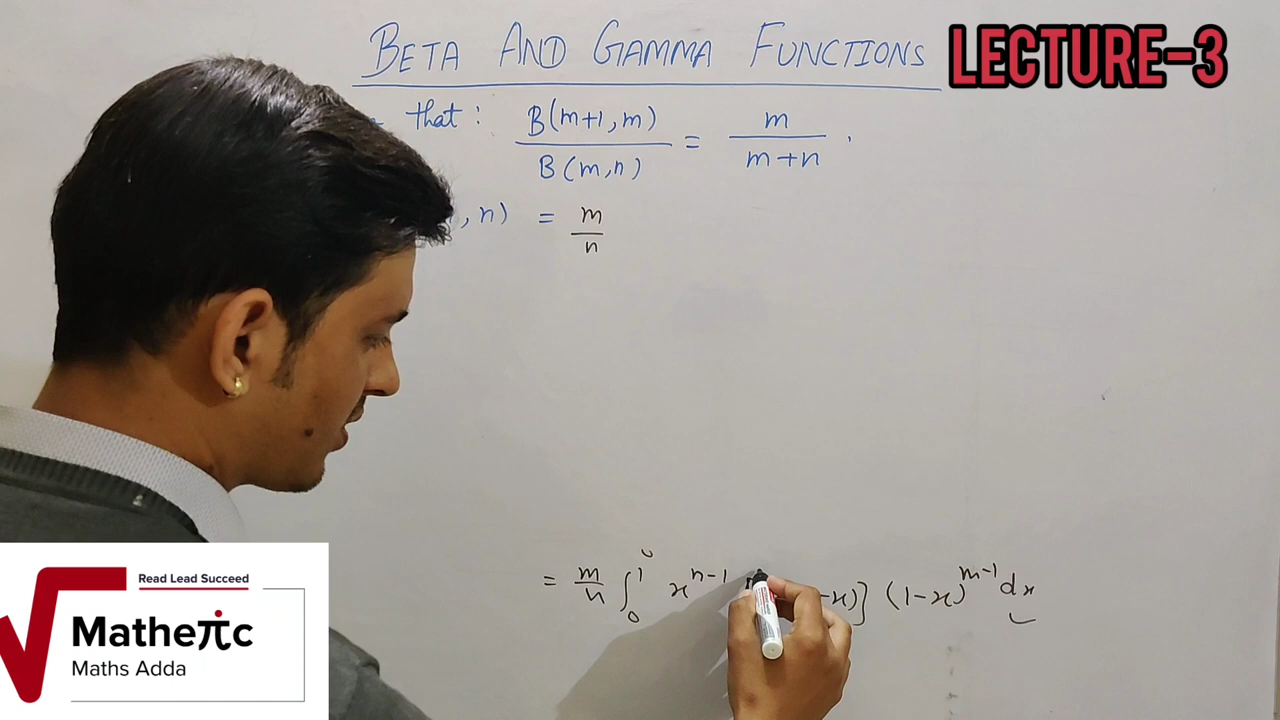 BETA AND GAMMA FUNCTIONS LECTURE-3
that: B(m+1, m) / B(m, n) = m / m+n .
, n) = m / n
= m/n ∫₀¹ x^{n-1} -x)] (1-x)^{m-1} dx
Read Lead Succeed
Matheπc
Maths Adda